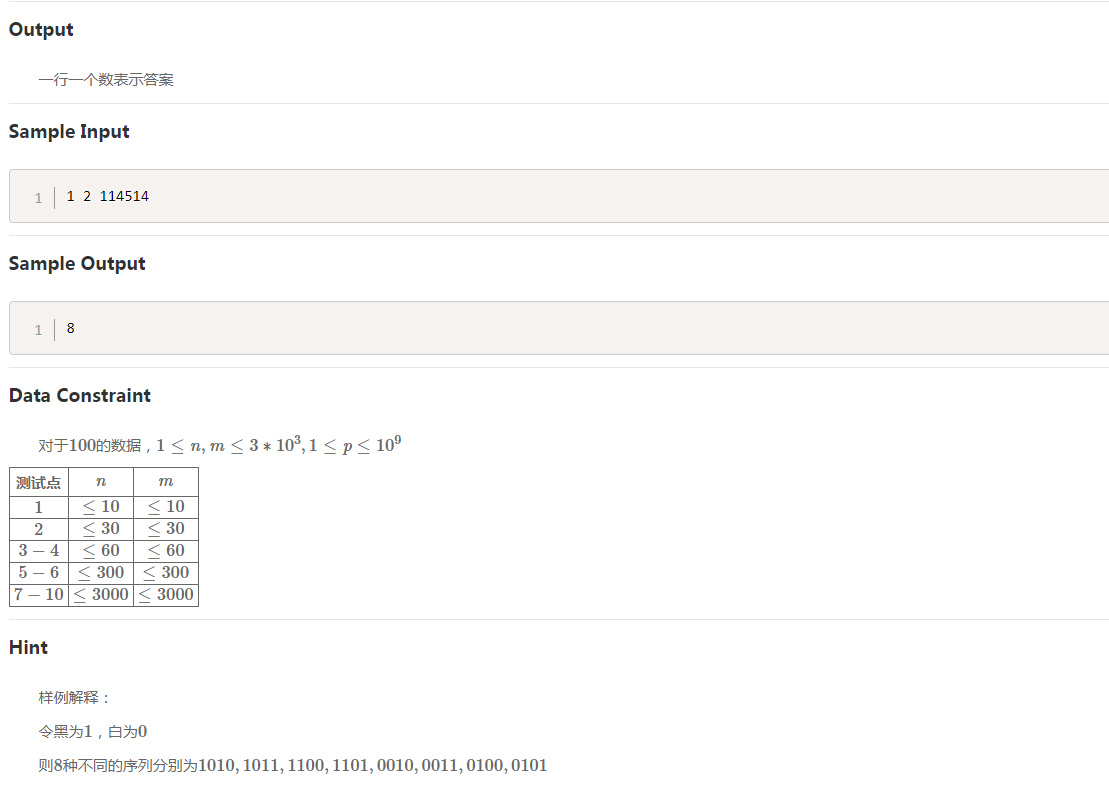 Output
一行一个数表示答案
Sample Input
1 1 2 114514
Sample Output
1 8
Data Constraint
对于100的数据，1 ≤ n, m ≤ 3 * 10³, 1 ≤ p ≤ 10⁹
测试点 n m
1 ≤ 10 ≤ 10
2 ≤ 30 ≤ 30
3 − 4 ≤ 60 ≤ 60
5 − 6 ≤ 300 ≤ 300
7 − 10 ≤ 3000 ≤ 3000
Hint
样例解释：
令黑为1，白为0
则8种不同的序列分别为1010, 1011, 1100, 1101, 0010, 0011, 0100, 0101